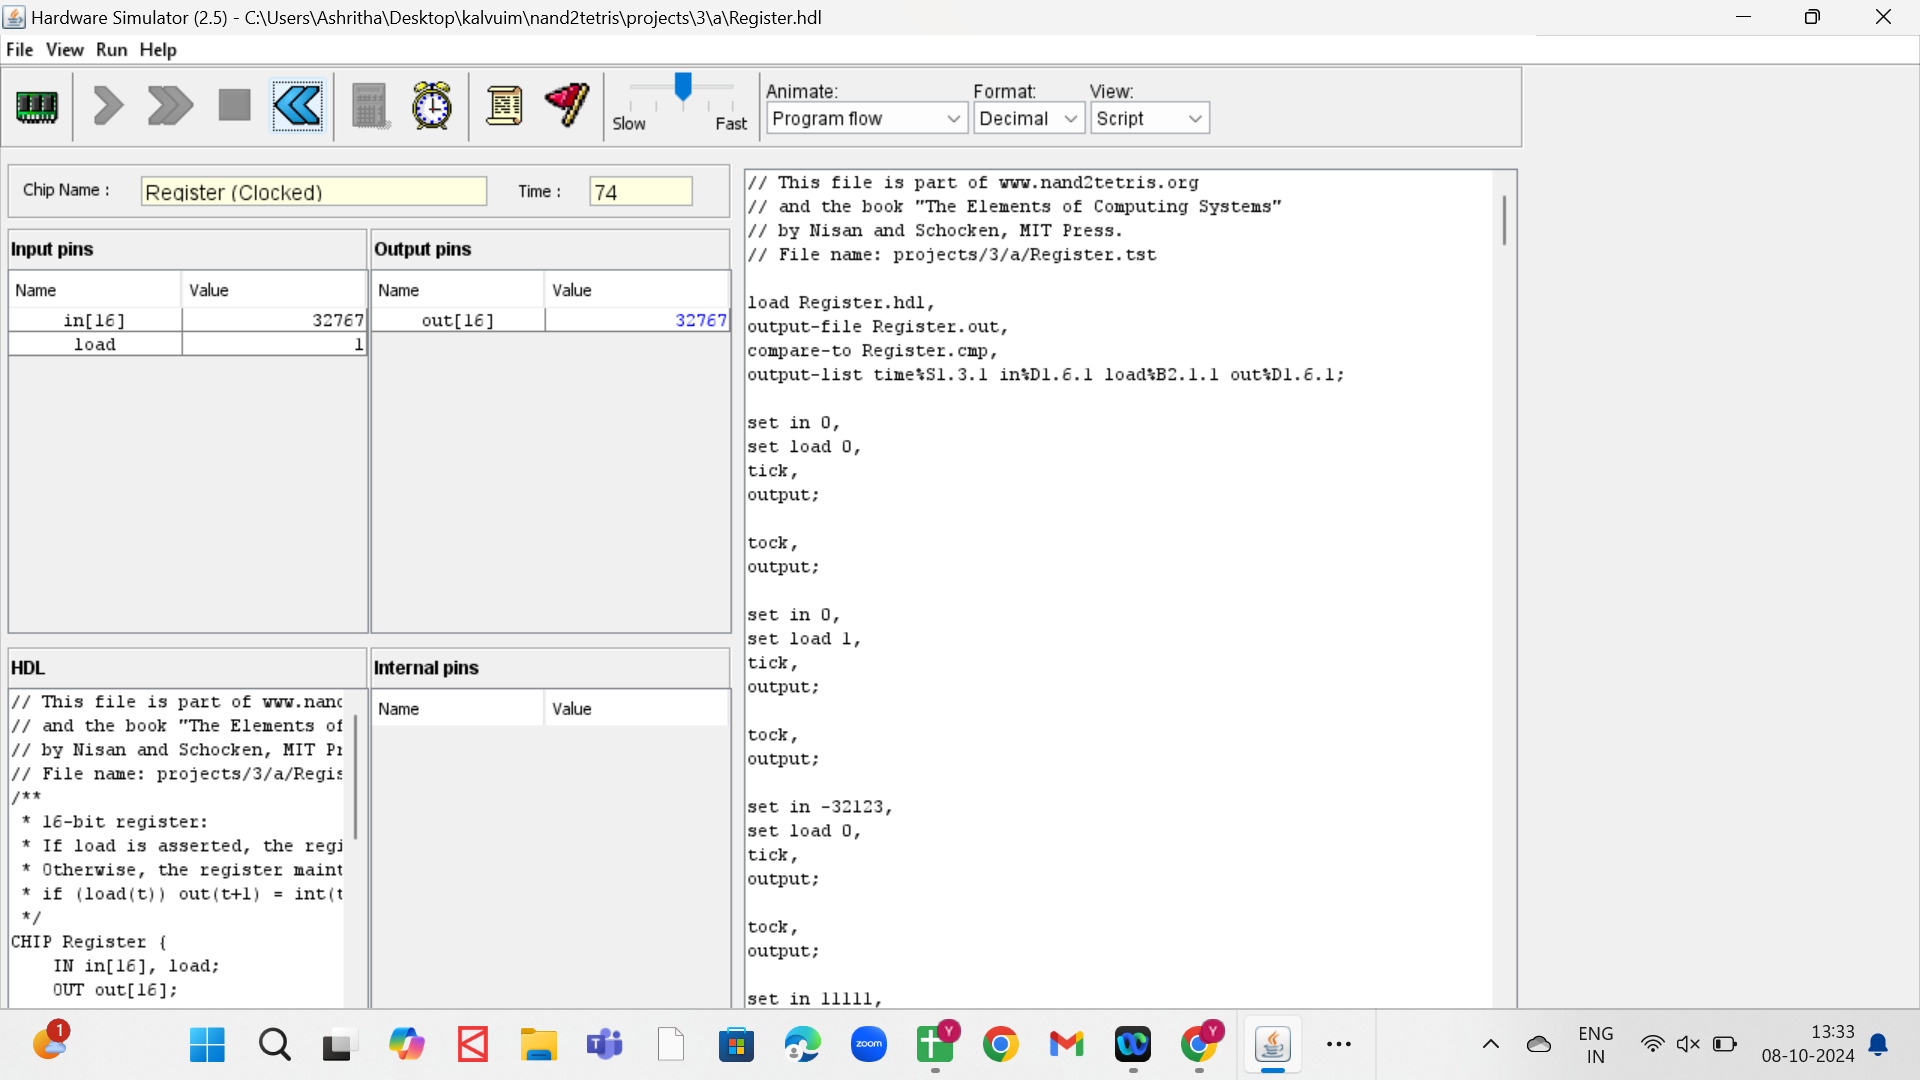 Hardware Simulator (2.5) - C:\Users\Ashritha\Desktop\kalvuim\nand2tetris\projects\3\a\Register.hdl
File View Run Help
Slow Fast
Animate: Format: View:
Program flow Decimal Script
Chip Name : Register (Clocked) Time : 74
Input pins
Name Value
in[16] 32767
load 1
Output pins
Name Value
out[16] 32767
HDL
// This file is part of www.nanc
// and the book "The Elements of
// by Nisan and Schocken, MIT Pr
// File name: projects/3/a/Regis
/**
* 16-bit register:
* If load is asserted, the regi
* Otherwise, the register maint
* if (load(t)) out(t+1) = int(t
*/
CHIP Register {
IN in[16], load;
OUT out[16];
Internal pins
Name Value
// This file is part of www.nand2tetris.org
// and the book "The Elements of Computing Systems"
// by Nisan and Schocken, MIT Press.
// File name: projects/3/a/Register.tst
load Register.hdl,
output-file Register.out,
compare-to Register.cmp,
output-list time%S1.3.1 in%D1.6.1 load%B2.1.1 out%D1.6.1;
set in 0,
set load 0,
tick,
output;
tock,
output;
set in 0,
set load 1,
tick,
output;
tock,
output;
set in -32123,
set load 0,
tick,
output;
tock,
output;
set in 11111,
1
zoom
Y
Y
ENG
IN
13:33
08-10-2024